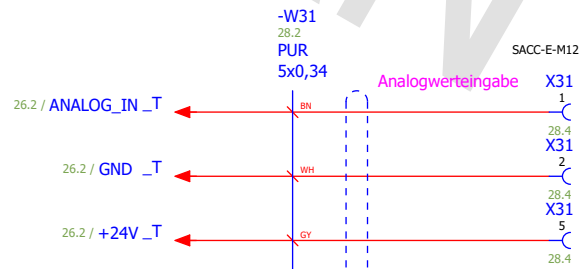 -W31
28.2
PUR
5x0,34
SACC-E-M12
Analogwerteingabe
X31
1
26.2 / ANALOG_IN _T
BN
28.4
X31
2
26.2 / GND _T
WH
28.4
X31
5
26.2 / +24V _T
GY
28.4